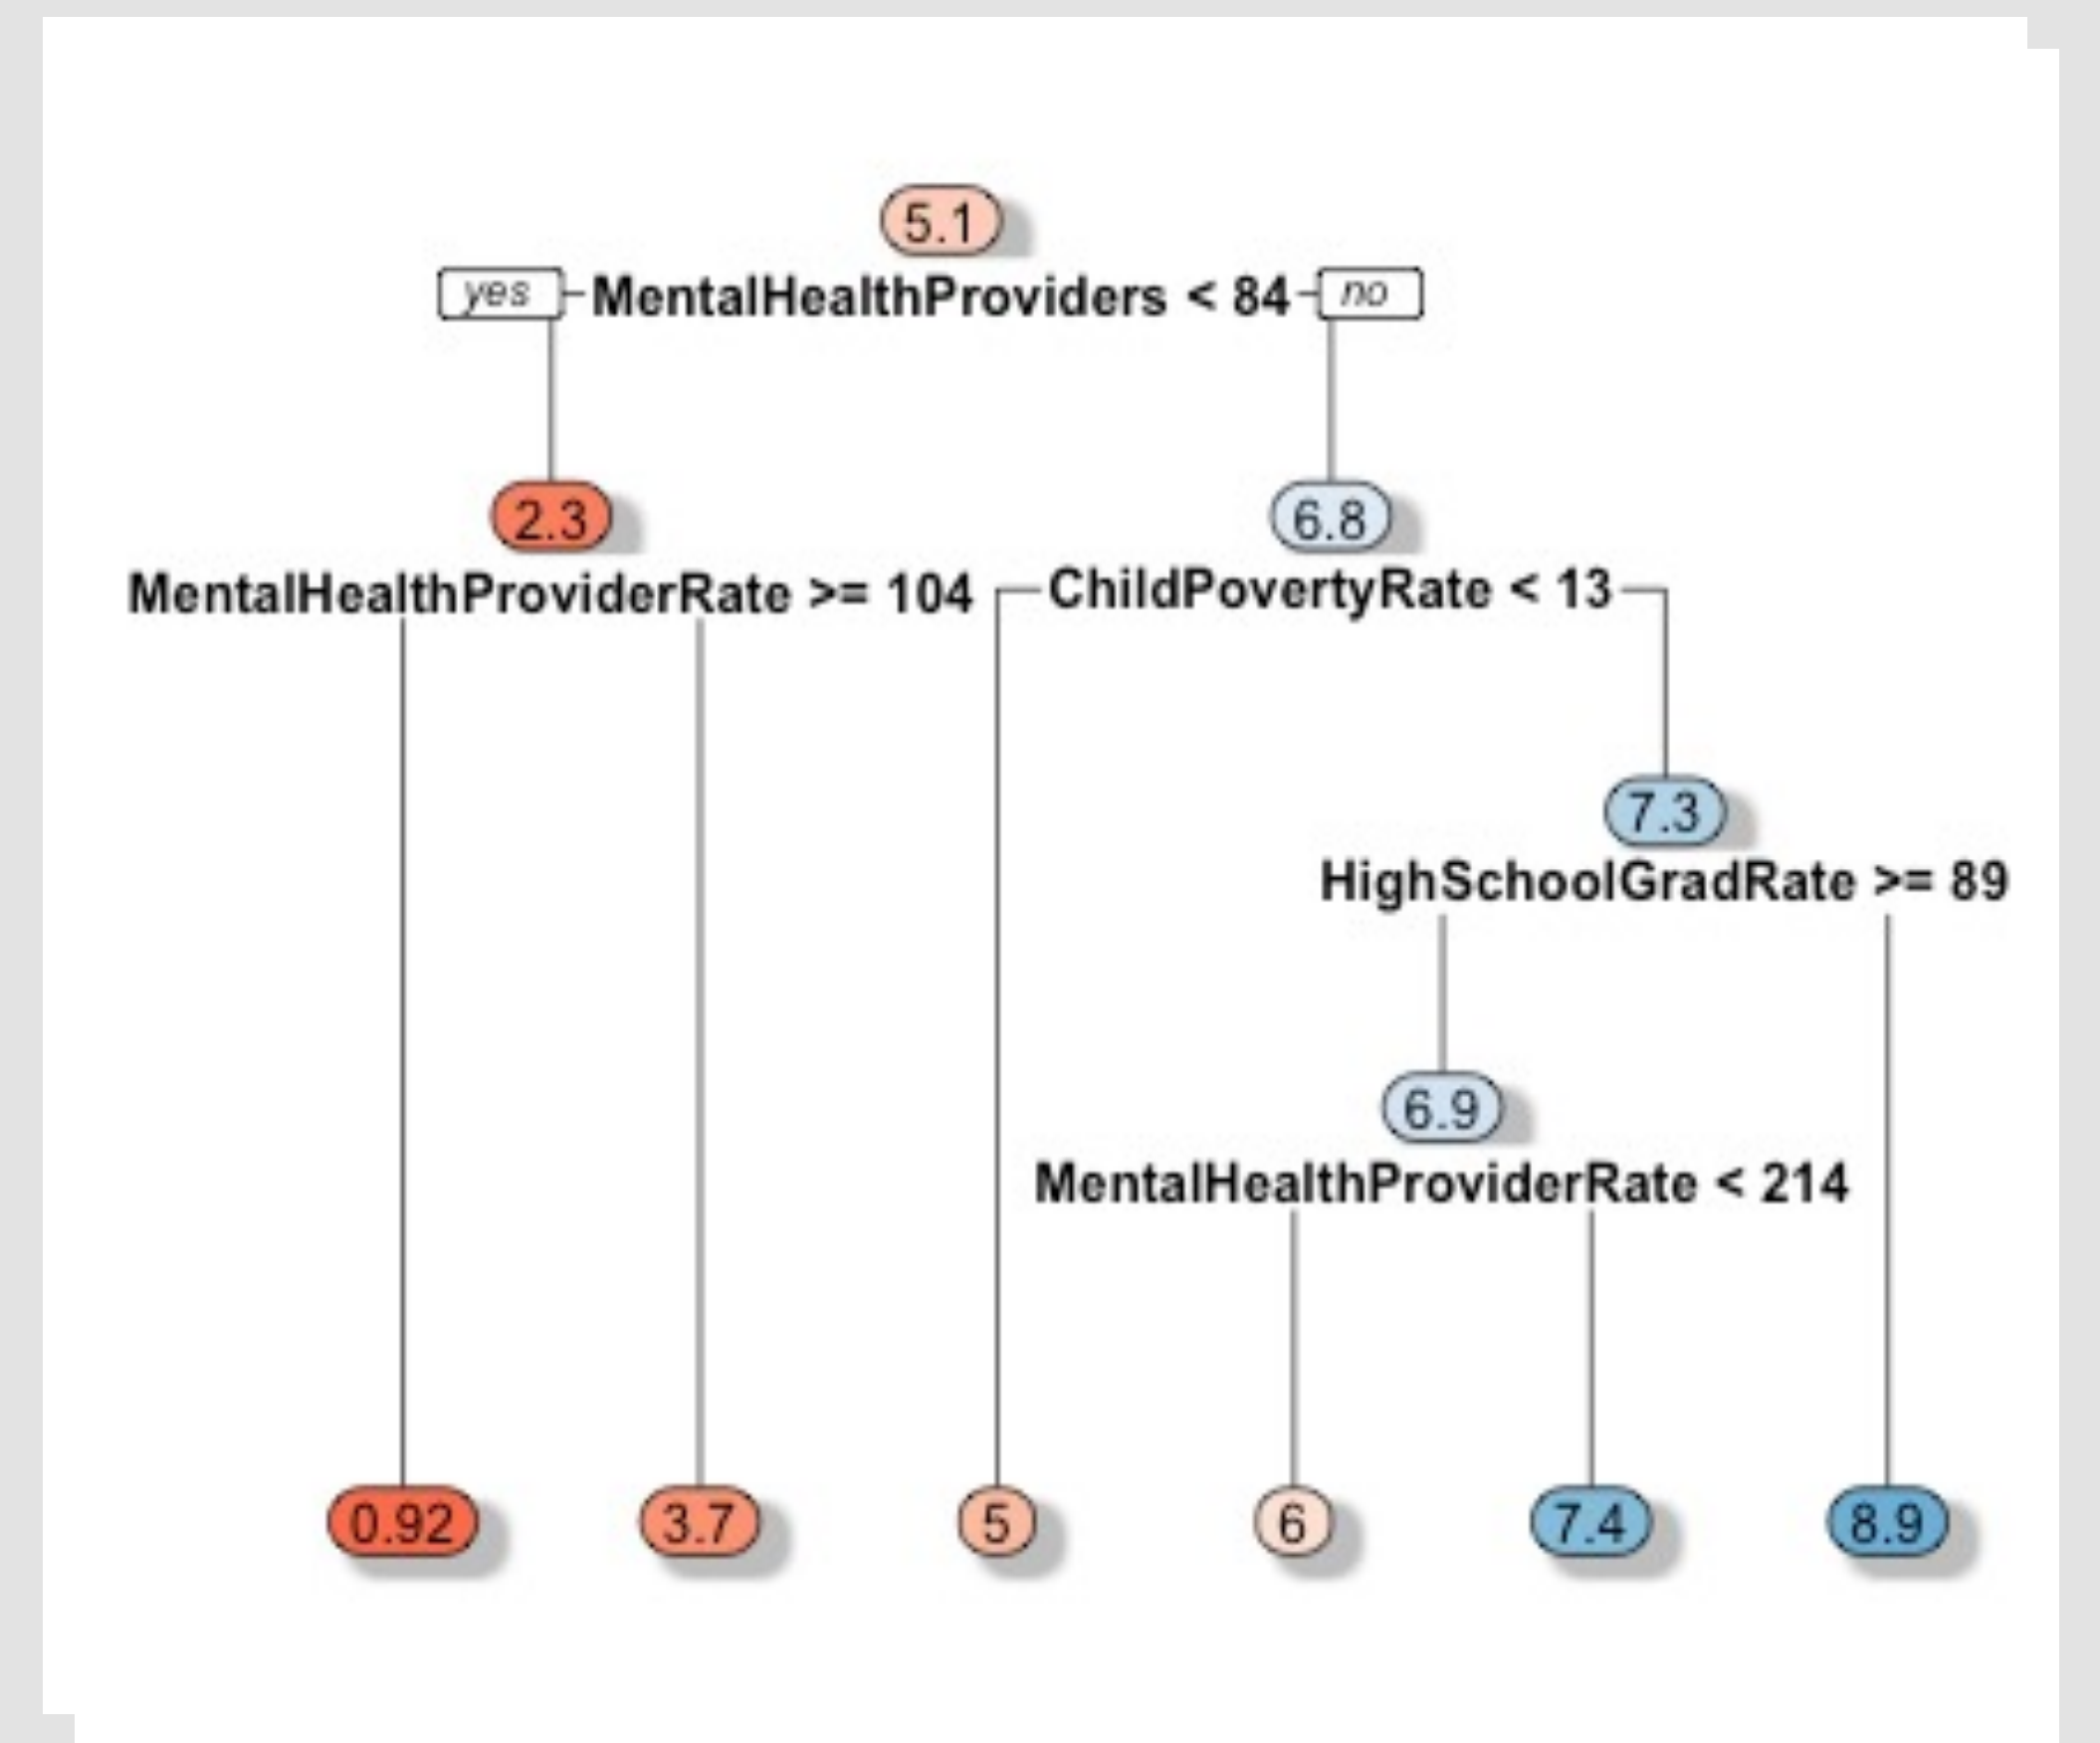 5.1
yes MentalHealthProviders < 84 no
2.3 6.8
MentalHealthProviderRate >= 104 ChildPovertyRate < 13
7.3
HighSchoolGradRate >= 89
6.9
MentalHealthProviderRate < 214
0.92 3.7 5 6 7.4 8.9